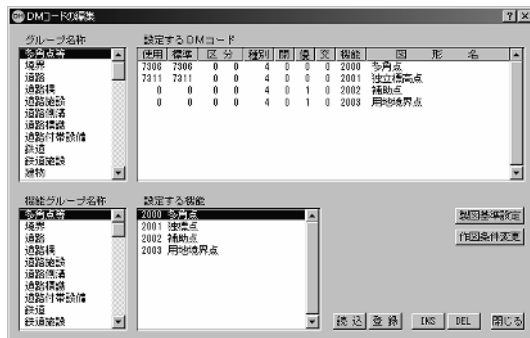 DMコードの編集
グループ名称
多角点等
境界
道路
道路橋
道路施設
道路側溝
道路標識
道路付帯設備
鉄道
鉄道施設
建物
設定するDMコード
使用 標準 区 分 種別 閉 優 交 機能 図 形 名
7306 7306 0 0 4 0 0 0 2000 多角点
7311 7311 0 0 4 0 0 0 2001 独立標高点
0 0 0 0 4 0 1 0 2002 補助点
0 0 0 0 4 0 1 0 2003 用地境界点
機能グループ名称
多角点等
境界
道路
道路橋
道路施設
道路側溝
道路標識
道路付帯設備
鉄道
鉄道施設
設定する機能
2000 多角点
2001 独標点
2002 補助点
2003 用地境界点
製図基準設定
作図条件変更
読 込
登 録
INS
DEL
閉じる